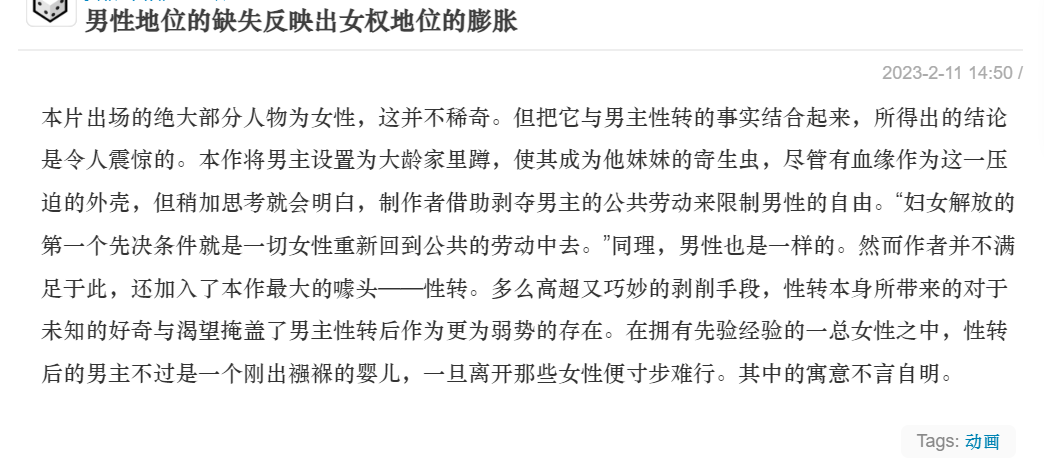 男性地位的缺失反映出女权地位的膨胀
2023-2-11 14:50 /
本片出场的绝大部分人物为女性，这并不稀奇。但把它与男主性转的事实结合起来，所得出的结论
是令人震惊的。本作将男主设置为大龄家里蹲，使其成为他妹妹的寄生虫，尽管有血缘作为这一压
迫的外壳，但稍加思考就会明白，制作者借助剥夺男主的公共劳动来限制男性的自由。“妇女解放的
第一个先决条件就是一切女性重新回到公共的劳动中去。”同理，男性也是一样的。然而作者并不满
足于此，还加入了本作最大的噱头——性转。多么高超又巧妙的剥削手段，性转本身所带来的对于
未知的好奇与渴望掩盖了男主性转后作为更为弱势的存在。在拥有先验经验的一总女性之中，性转
后的男主不过是一个刚出襁褓的婴儿，一旦离开那些女性便寸步难行。其中的寓意不言自明。
Tags: 动画